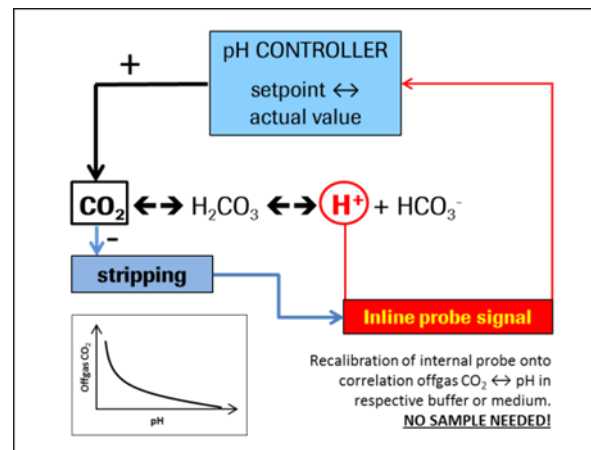 pH CONTROLLER
setpoint ↔
actual value
+
CO₂ ↔ H₂CO₃ ↔ H⁺ + HCO₃⁻
-
stripping
Inline probe signal
Offgas CO₂
pH
Recalibration of internal probe onto
correlation offgas CO₂ ↔ pH in
respective buffer or medium.
NO SAMPLE NEEDED!